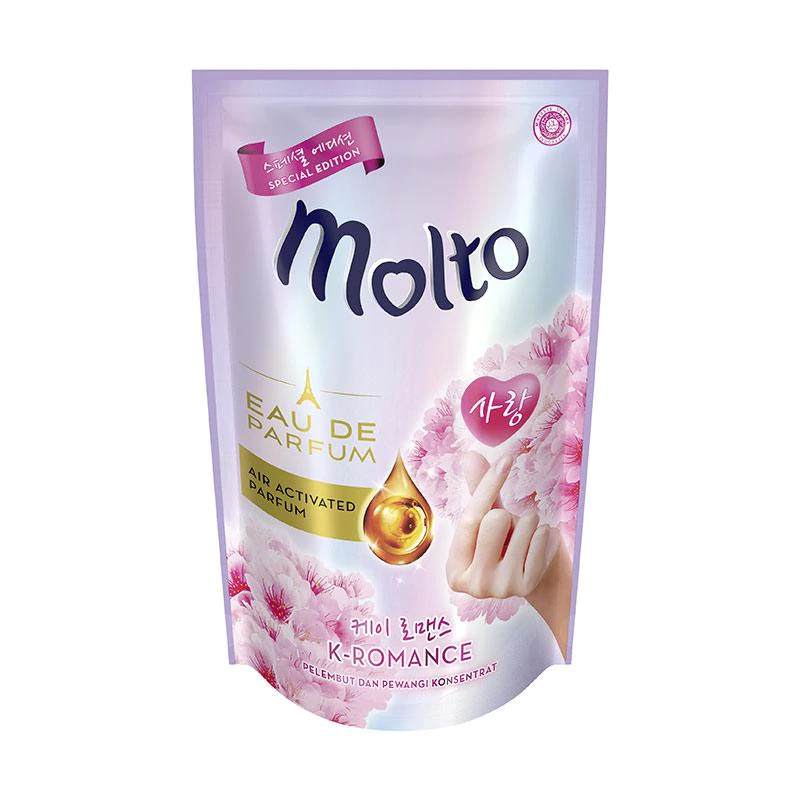 스페셜 에디션
SPECIAL EDITION
molto
EAU DE
PARFUM
AIR ACTIVATED
PARFUM
사랑
케이 로맨스
K-ROMANCE
PELEMBUT DAN PEWANGI KONSENTRAT